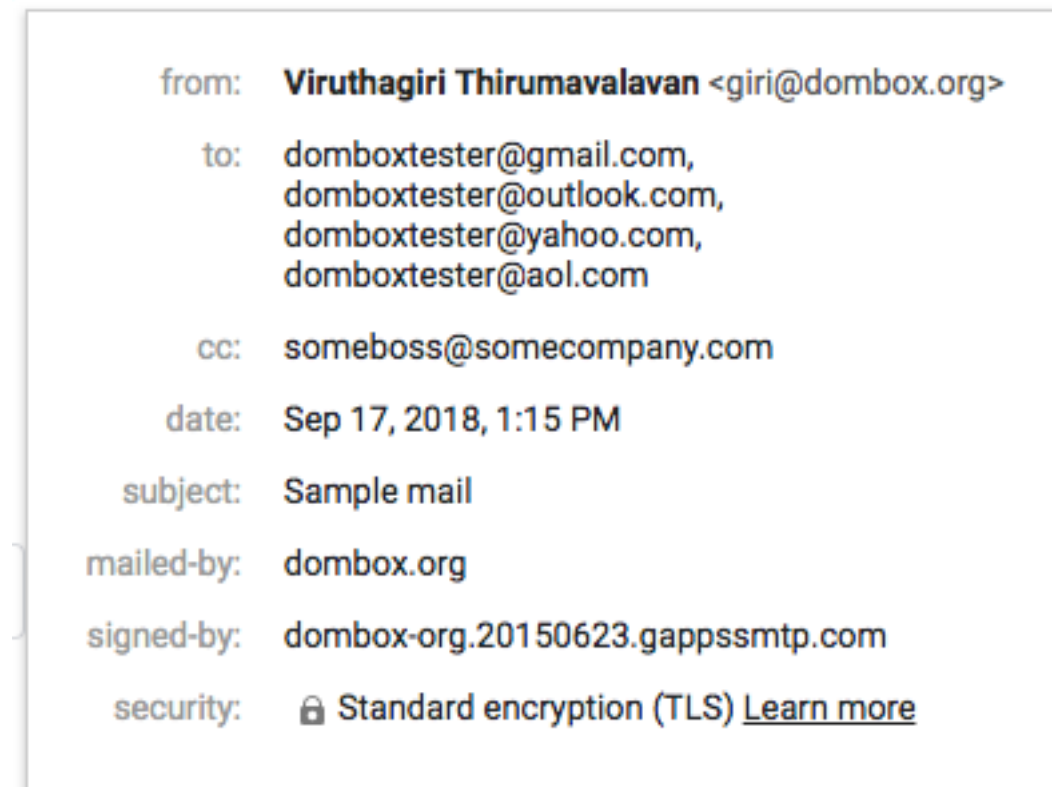 from: Viruthagiri Thirumavalavan <giri@dombox.org>
to: domboxtester@gmail.com,
domboxtester@outlook.com,
domboxtester@yahoo.com,
domboxtester@aol.com
cc: someboss@somecompany.com
date: Sep 17, 2018, 1:15 PM
subject: Sample mail
mailed-by: dombox.org
signed-by: dombox-org.20150623.gappssmtp.com
security: Standard encryption (TLS) Learn more